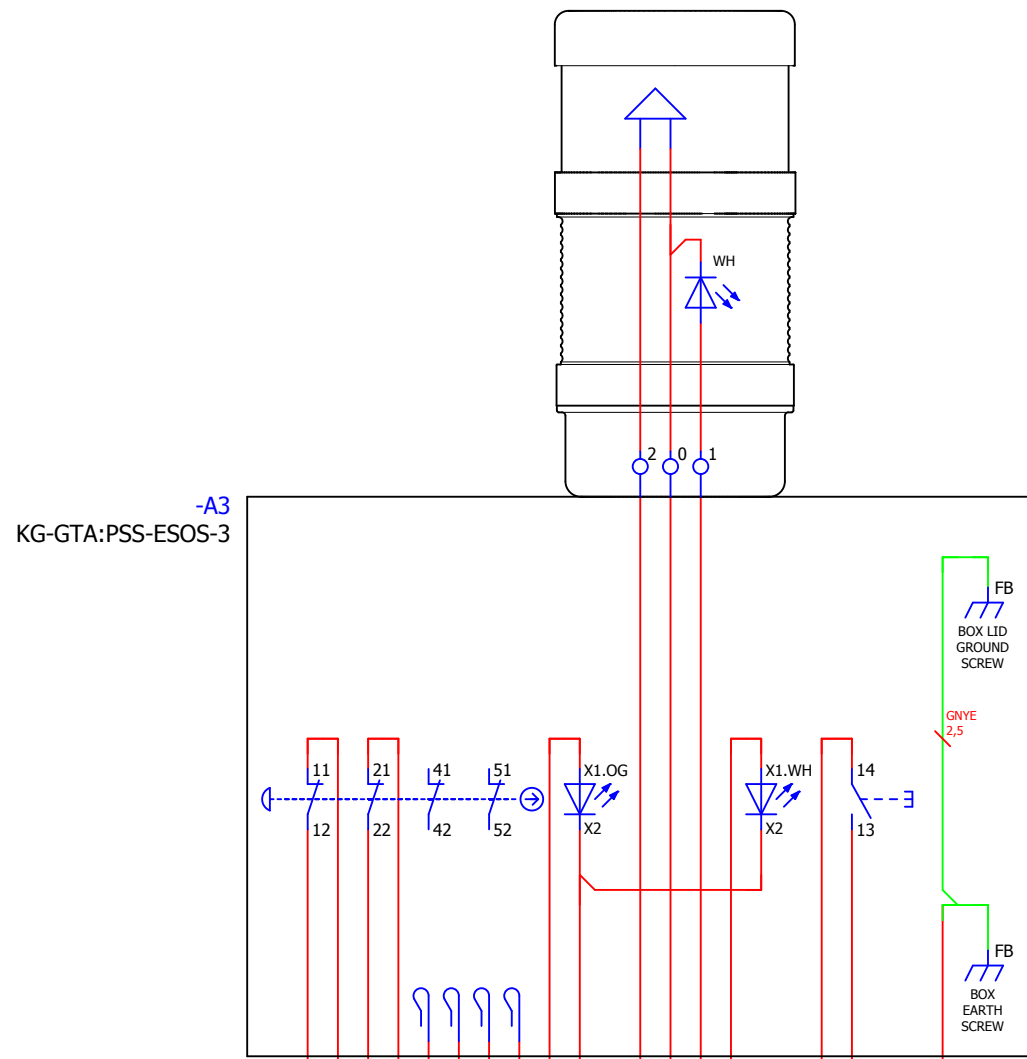 WH
2 0 1
-A3
KG-GTA:PSS-ESOS-3
FB
BOX LID
GROUND
SCREW
GNYE
2,5
11 21 41 51 X1.OG X1.WH 14
12 22 42 52 X2 X2 13
FB
BOX
EARTH
SCREW